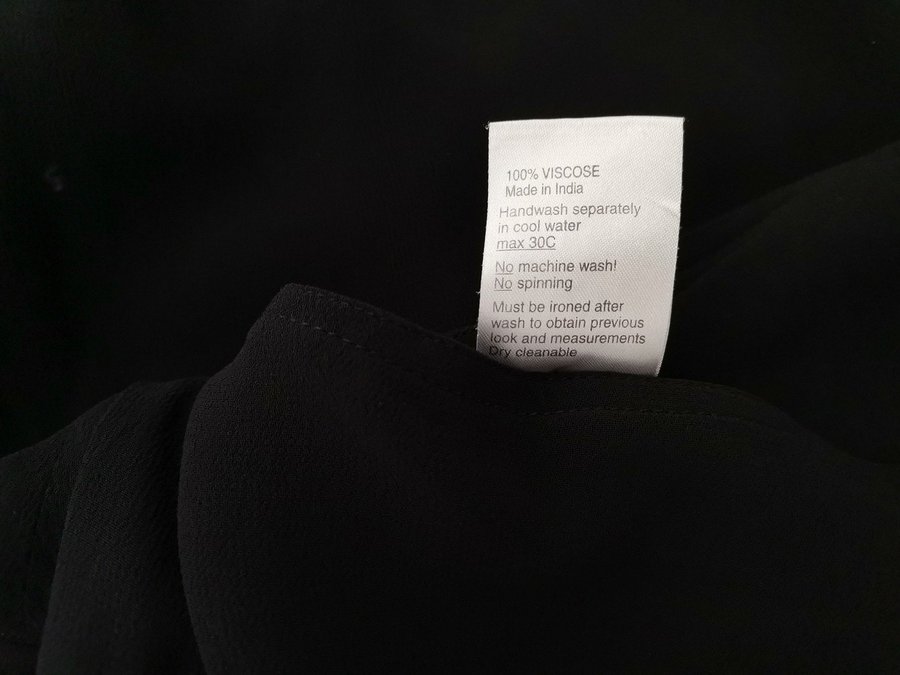 100% VISCOSE
Made in India
Handwash separately
in cool water
max 30C
No machine wash!
No spinning
Must be ironed after
wash to obtain previous
look and measurements
Dry cleanable